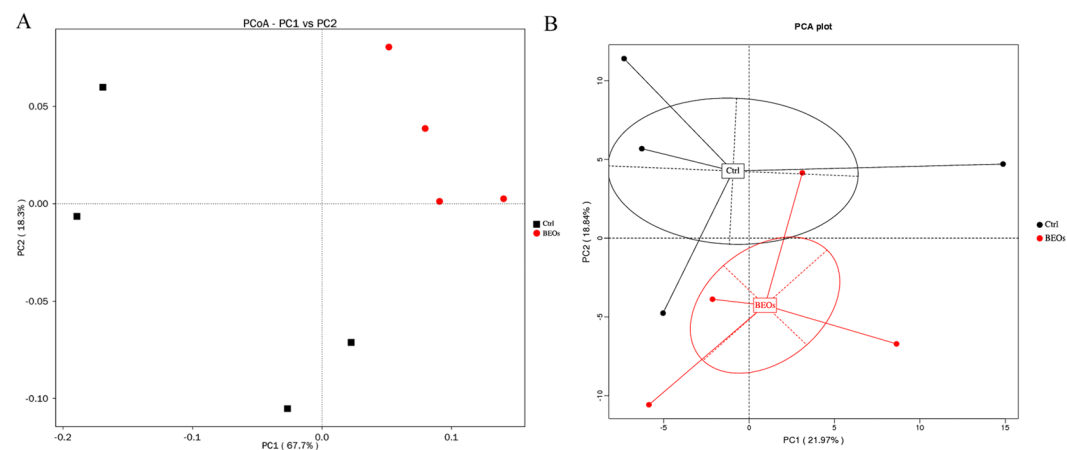 A
PCoA - PC1 vs PC2
0.05
0.00
-0.05
-0.10
PC2 ( 18.3%)
-0.2
-0.1
0.0
0.1
PC1 ( 67.7%)
Ctrl
BEOs
B
PCA plot
10
5
0
-5
-10
PC2 ( 18.84%)
Ctrl
BEOs
-5
0
5
10
15
PC1 ( 21.97%)
Ctrl
BEOs